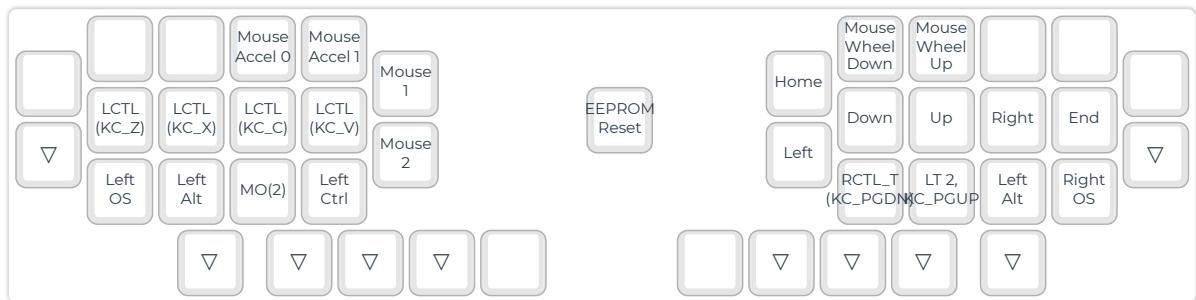 Mouse
Accel 0
Mouse
Accel 1
Mouse
Wheel
Down
Mouse
Wheel
Up
Mouse
1
Home
LCTL
(KC_Z)
LCTL
(KC_X)
LCTL
(KC_C)
LCTL
(KC_V)
EEPROM
Reset
Down
Up
Right
End
▽
Mouse
2
Left
▽
Left
OS
Left
Alt
MO(2)
Left
Ctrl
RCTL_T
(KC_PGDN)
LT 2,
KC_PGUP
Left
Alt
Right
OS
▽
▽
▽
▽
▽
▽
▽
▽